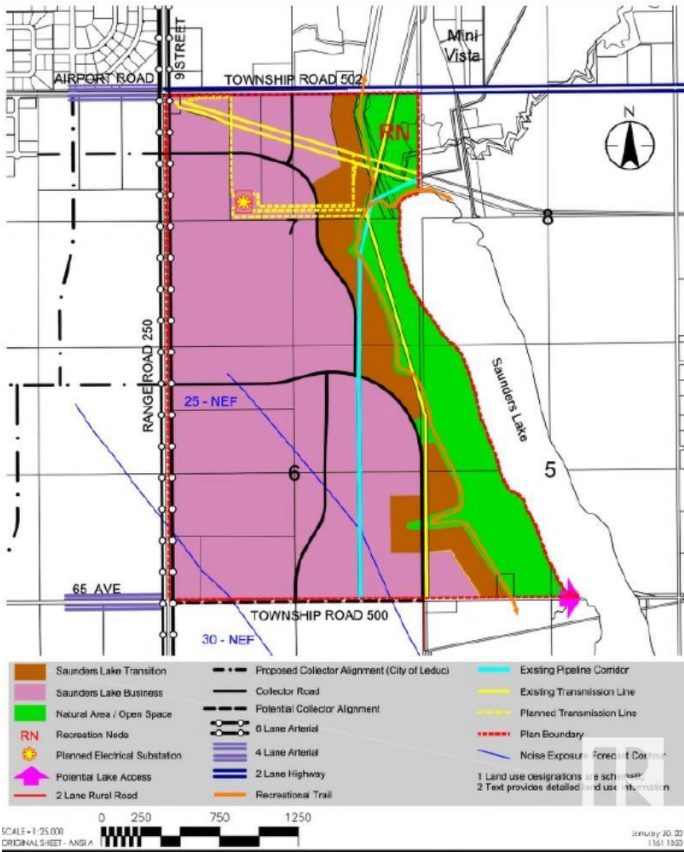 Mini
Vista
9 STREET
AIRPORT ROAD
TOWNSHIP ROAD 502
RN
N
8
RANGE ROAD 250
Saunders Lake
25 - NEF
6
5
65 AVE
TOWNSHIP ROAD 500
30 - NEF
Saunders Lake Transition
Saunders Lake Business
Natural Area / Open Space
RN Recreation Node
Planned Electrical Substation
Potential Lake Access
2 Lane Rural Road
Proposed Collector Alignment (City of Leduc)
Collector Road
Potential Collector Alignment
6 Lane Arterial
4 Lane Arterial
2 Lane Highway
Recreational Trail
Existing Pipeline Corridor
Existing Transmission Line
Planned Transmission Line
Plan Boundary
Noise Exposure Forecast Contour
1 Land use designations are schematic
2 Text provides detailed land use information
0 250 750 1250
SCALE = 1:25,000
ORIGINAL SHEET - ANSI A
January 30, 20
1161